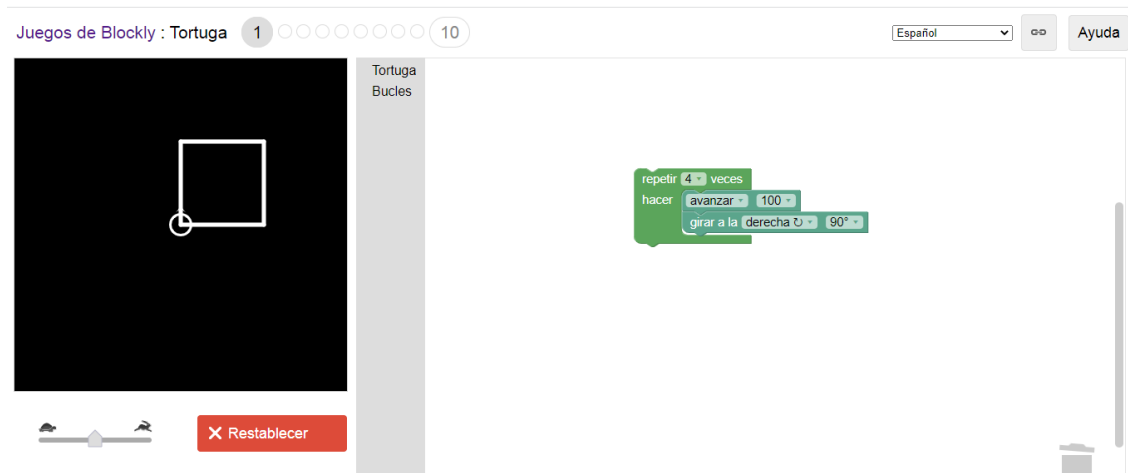 Juegos de Blockly : Tortuga 1 10 Español Ayuda
Tortuga
Bucles
repetir 4 veces
hacer avanzar 100
girar a la derecha ↻ 90°
Restablecer